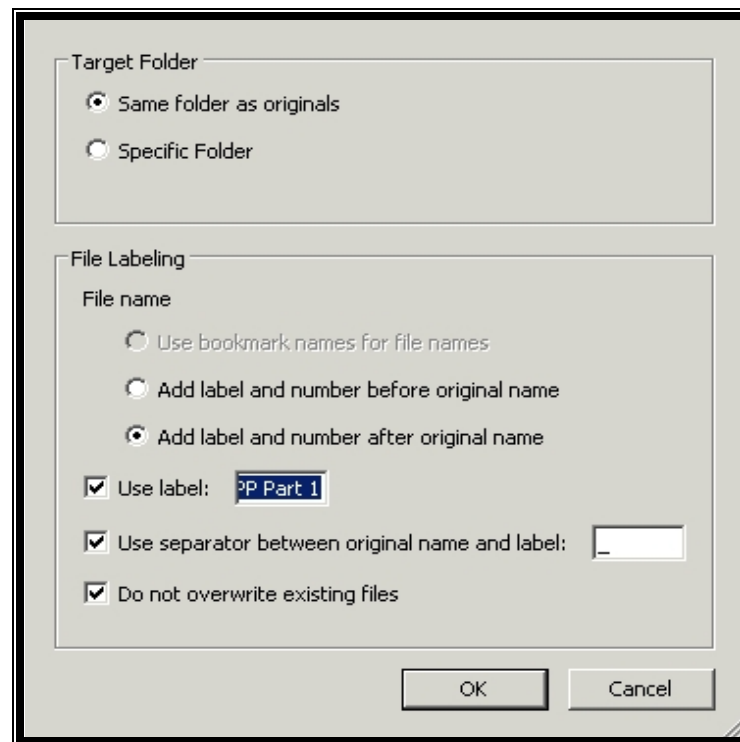 Target Folder
Same folder as originals
Specific Folder
File Labeling
File name
Use bookmark names for file names
Add label and number before original name
Add label and number after original name
Use label: PP Part 1
Use separator between original name and label: _
Do not overwrite existing files
OK Cancel